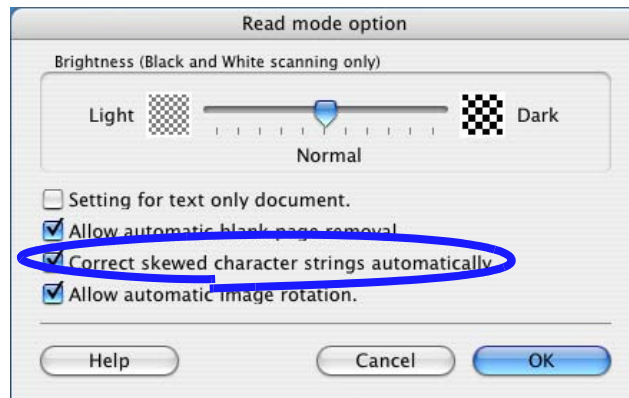 Read mode option
Brightness (Black and White scanning only)
Light Dark
Normal
Setting for text only document.
Allow automatic blank page removal
Correct skewed character strings automatically
Allow automatic image rotation.
Help Cancel OK